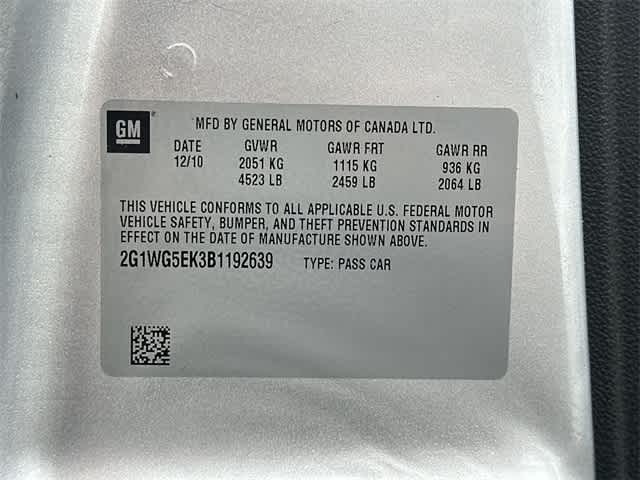 GM®
MFD BY GENERAL MOTORS OF CANADA LTD.
DATE GVWR GAWR FRT GAWR RR
12/10 2051 KG 1115 KG 936 KG
4523 LB 2459 LB 2064 LB
THIS VEHICLE CONFORMS TO ALL APPLICABLE U.S. FEDERAL MOTOR
VEHICLE SAFETY, BUMPER, AND THEFT PREVENTION STANDARDS IN
EFFECT ON THE DATE OF MANUFACTURE SHOWN ABOVE.
2G1WG5EK3B1192639 TYPE: PASS CAR